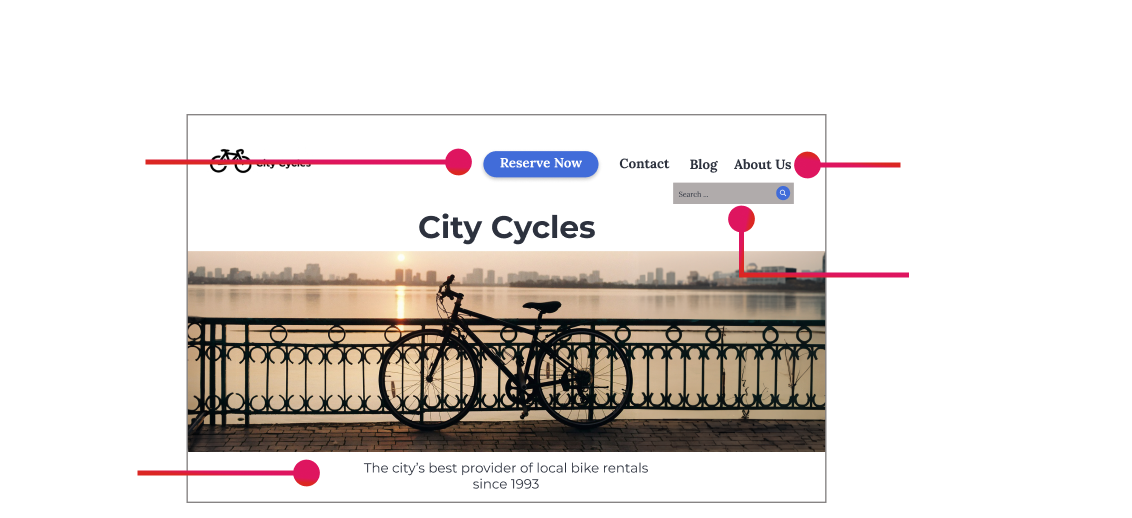 City Cycles
Reserve Now
Contact
Blog
About Us
Search ...
City Cycles
The city's best provider of local bike rentals
since 1993